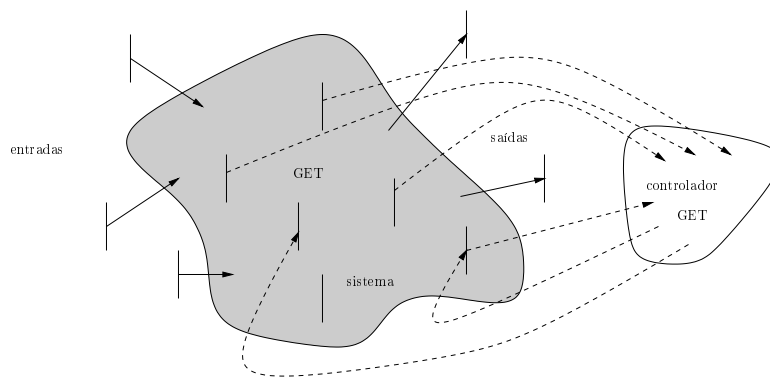 entradas
GET
sistema
saídas
controlador
GET